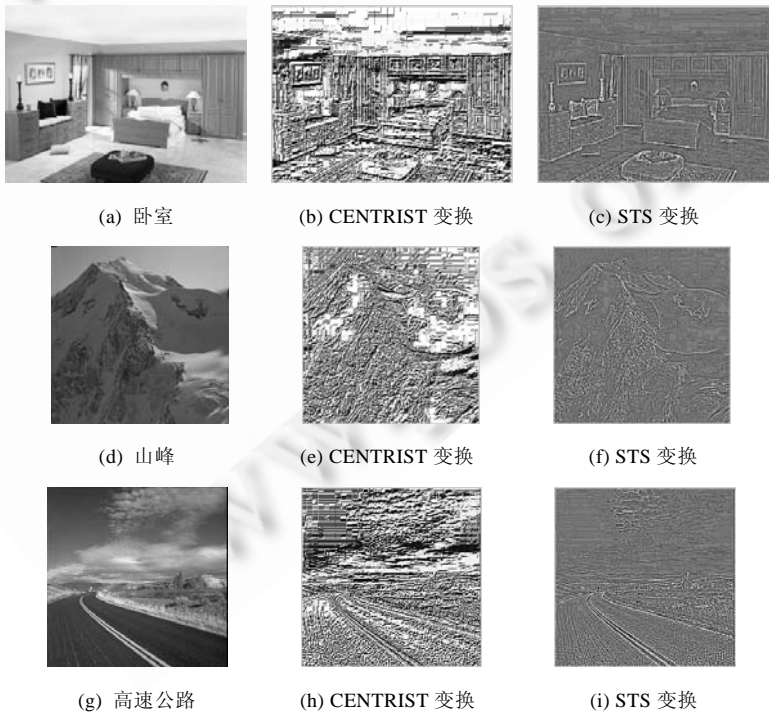 (a) 卧室
(b) CENTRIST 变换
(c) STS 变换
(d) 山峰
(e) CENTRIST 变换
(f) STS 变换
(g) 高速公路
(h) CENTRIST 变换
(i) STS 变换